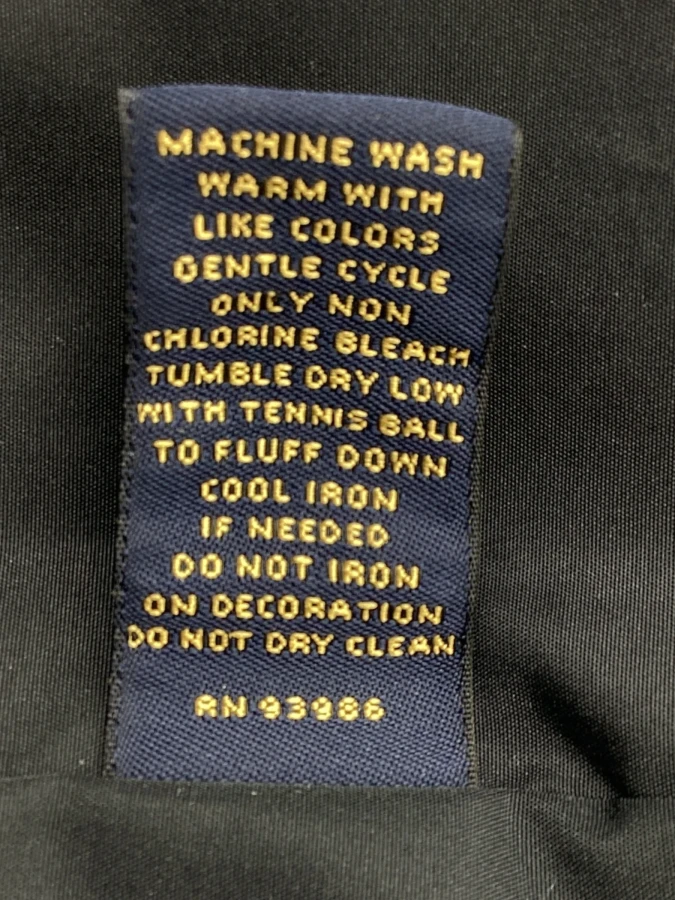 MACHINE WASH
WARM WITH
LIKE COLORS
GENTLE CYCLE
ONLY NON
CHLORINE BLEACH
TUMBLE DRY LOW
WITH TENNIS BALL
TO FLUFF DOWN
COOL IRON
IF NEEDED
DO NOT IRON
ON DECORATION
DO NOT DRY CLEAN
RN 93986